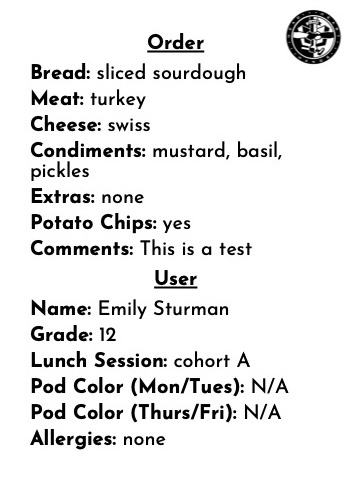 Order
Bread: sliced sourdough
Meat: turkey
Cheese: swiss
Condiments: mustard, basil,
pickles
Extras: none
Potato Chips: yes
Comments: This is a test
User
Name: Emily Sturman
Grade: 12
Lunch Session: cohort A
Pod Color (Mon/Tues): N/A
Pod Color (Thurs/Fri): N/A
Allergies: none